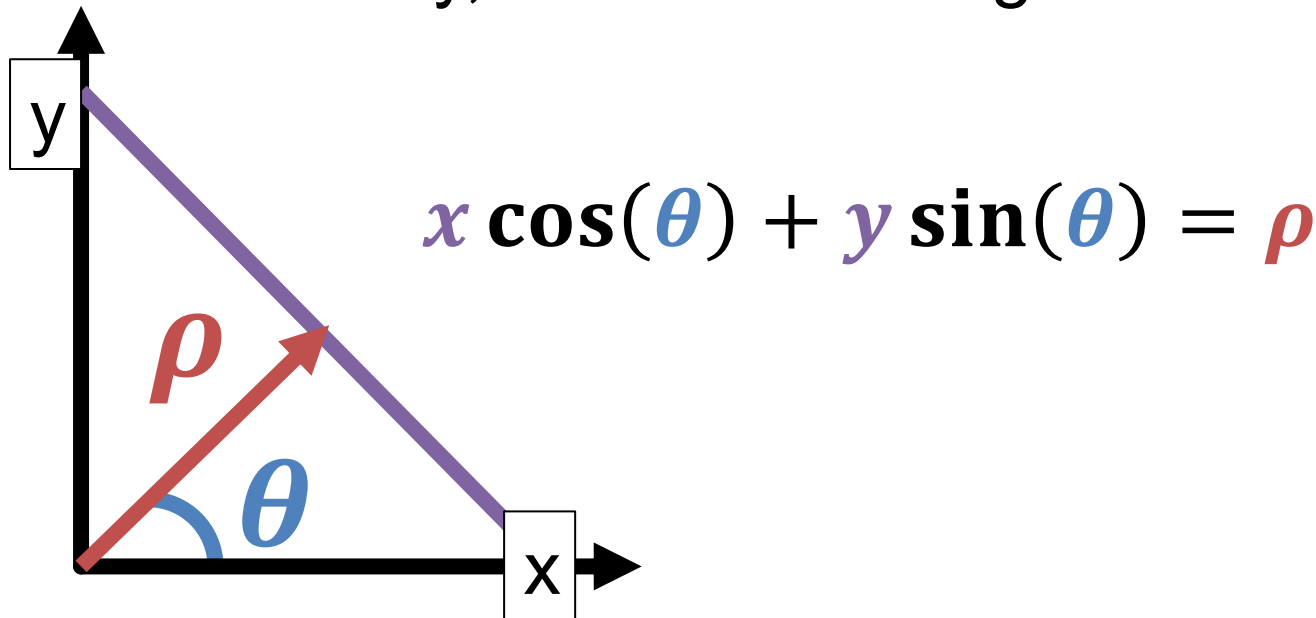 y
x cos(θ) + y sin(θ) = ρ
ρ
θ
x